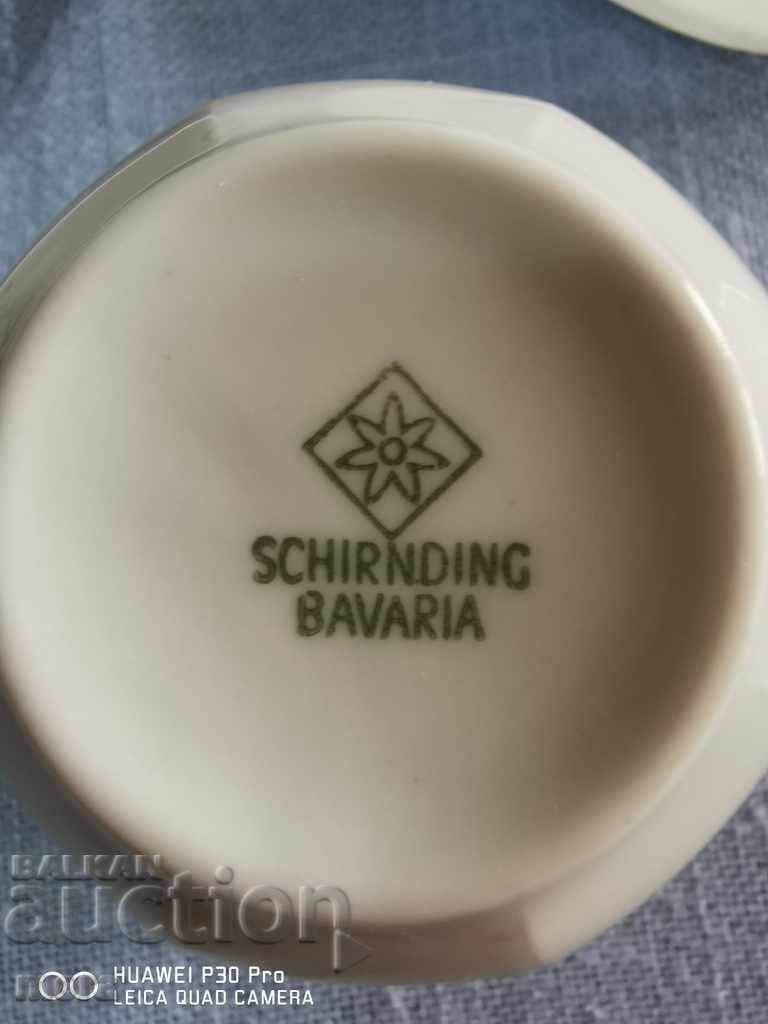 SCHIRNDING
BAVARIA
BALKAN
auction
HUAWEI P30 Pro
LEICA QUAD CAMERA